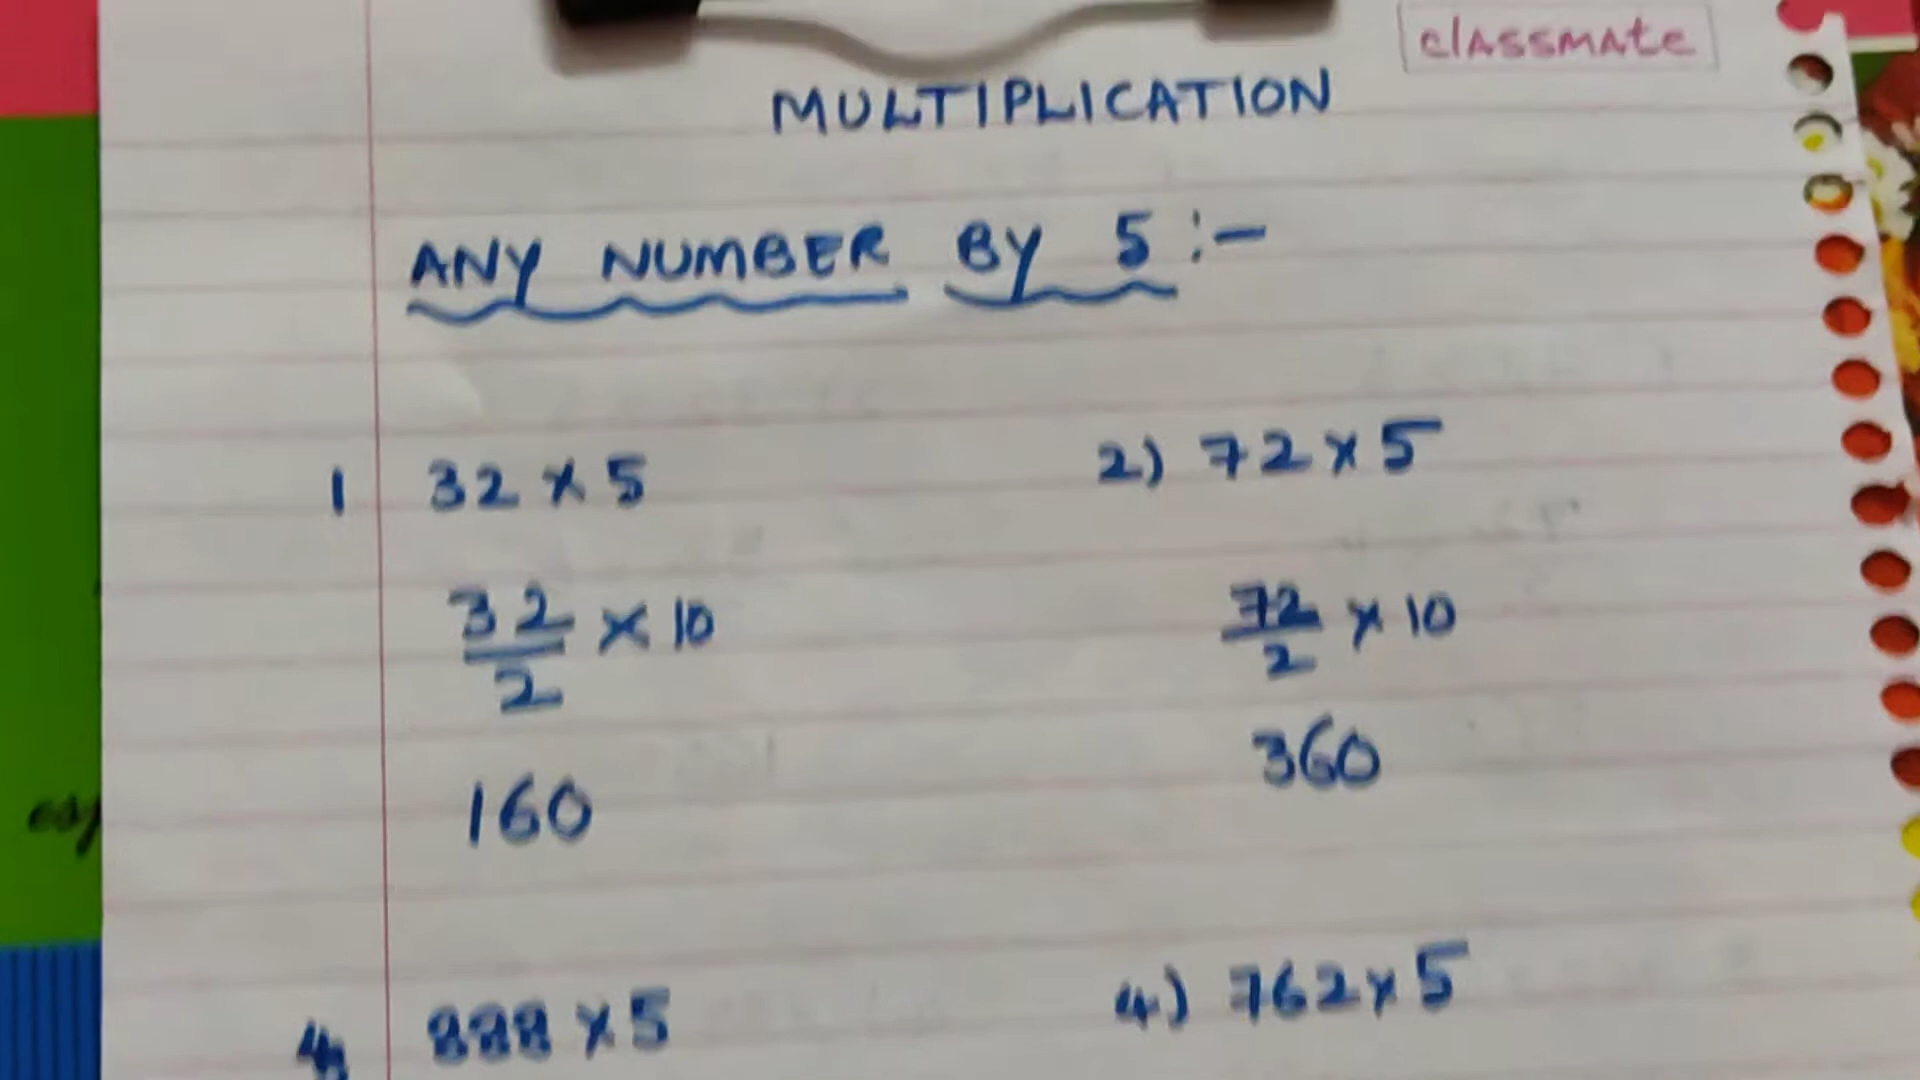 classmate
MULTIPLICATION
ANY NUMBER BY 5 :-
1 32 x 5
32/2 x 10
160
2) 72 x 5
72/2 x 10
360
888 x 5
4) 762 x 5